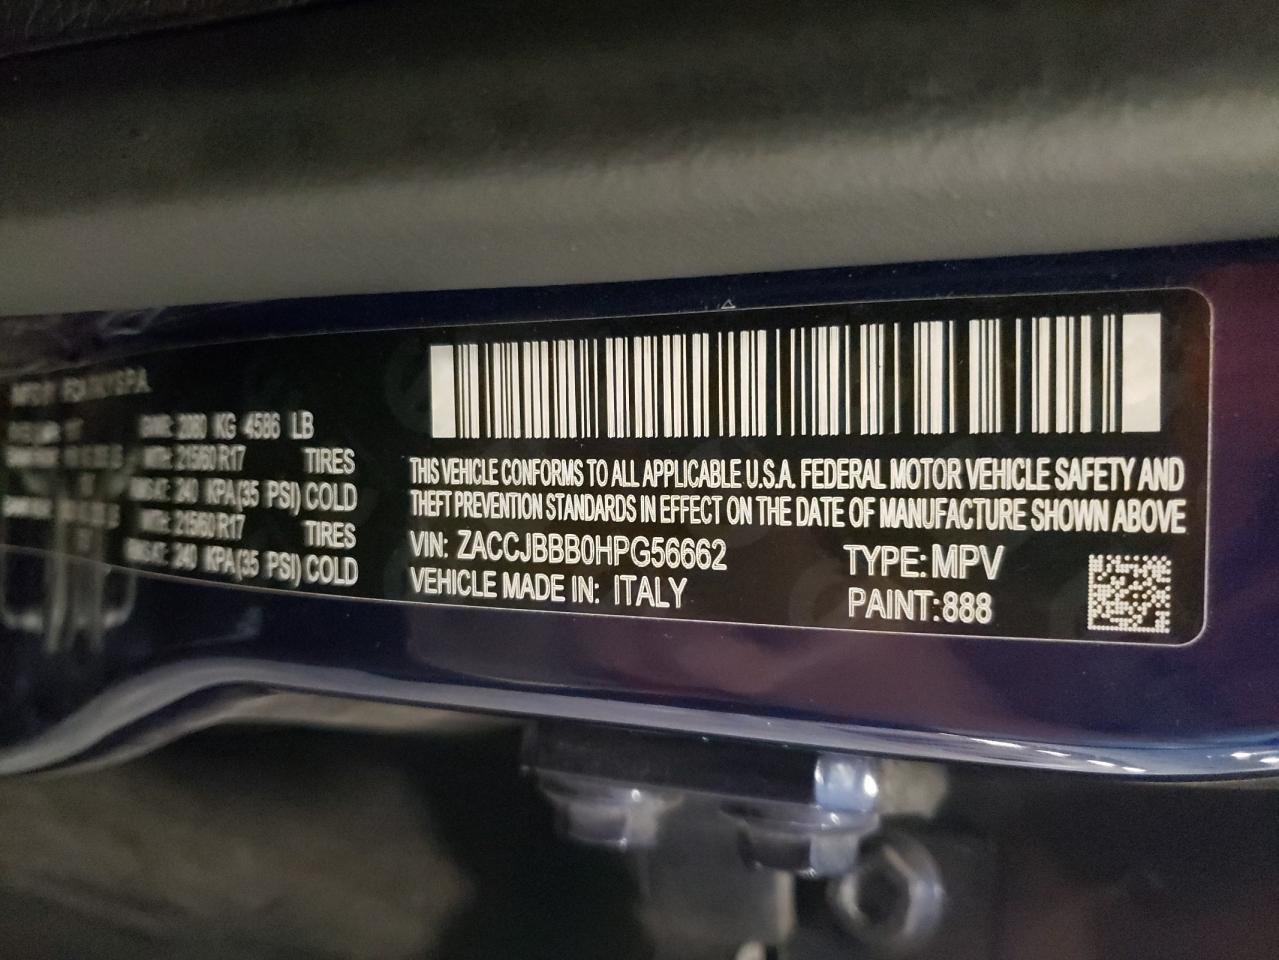 GVWR: 2080 KG 4586 LB
WITH: 215/60 R17 TIRES
240 KPA(35 PSI) COLD
WITH: 215/60 R17 TIRES
240 KPA(35 PSI) COLD
THIS VEHICLE CONFORMS TO ALL APPLICABLE U.S.A. FEDERAL MOTOR VEHICLE SAFETY AND
THEFT PREVENTION STANDARDS IN EFFECT ON THE DATE OF MANUFACTURE SHOWN ABOVE
VIN: ZACCJBBB0HPG56662 TYPE: MPV
VEHICLE MADE IN: ITALY PAINT:888